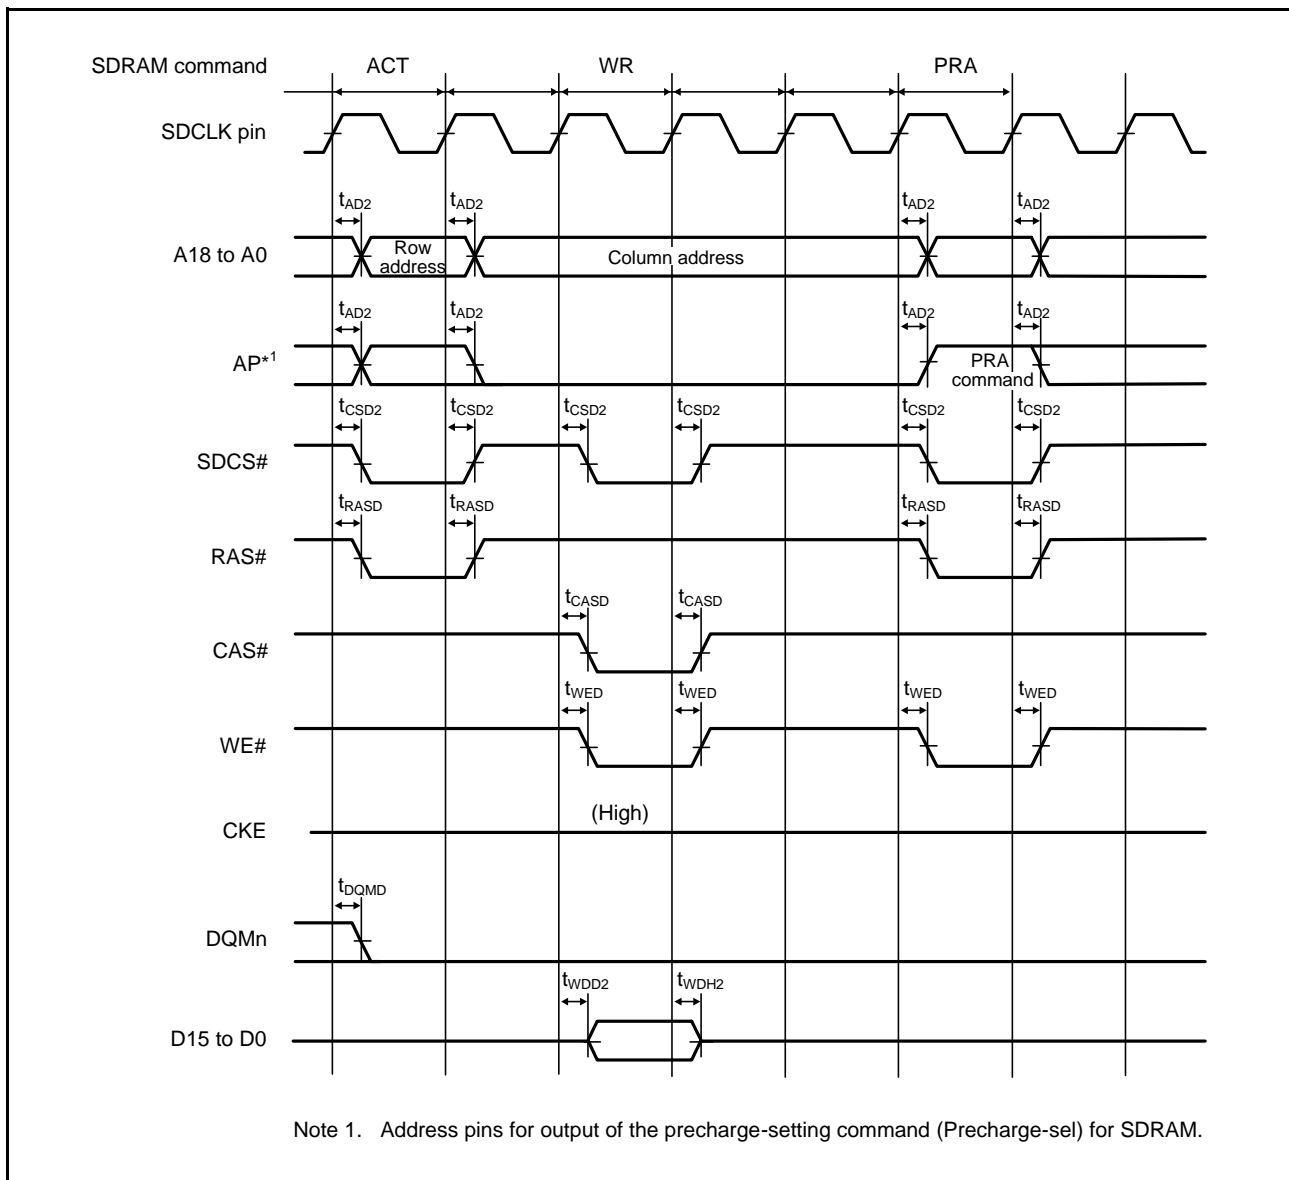 SDRAM command ACT WR PRA
SDCLK pin
tAD2 tAD2 tAD2 tAD2
A18 to A0 Row address Column address
tAD2 tAD2 tAD2 tAD2
AP*1 PRA command
tCSD2 tCSD2 tCSD2 tCSD2 tCSD2 tCSD2
SDCS#
tRASD tRASD tRASD tRASD
RAS#
tCASD tCASD
CAS#
tWED tWED tWED tWED
WE#
(High)
CKE
tDQMD
DQMn
tWDD2 tWDH2
D15 to D0
Note 1. Address pins for output of the precharge-setting command (Precharge-sel) for SDRAM.